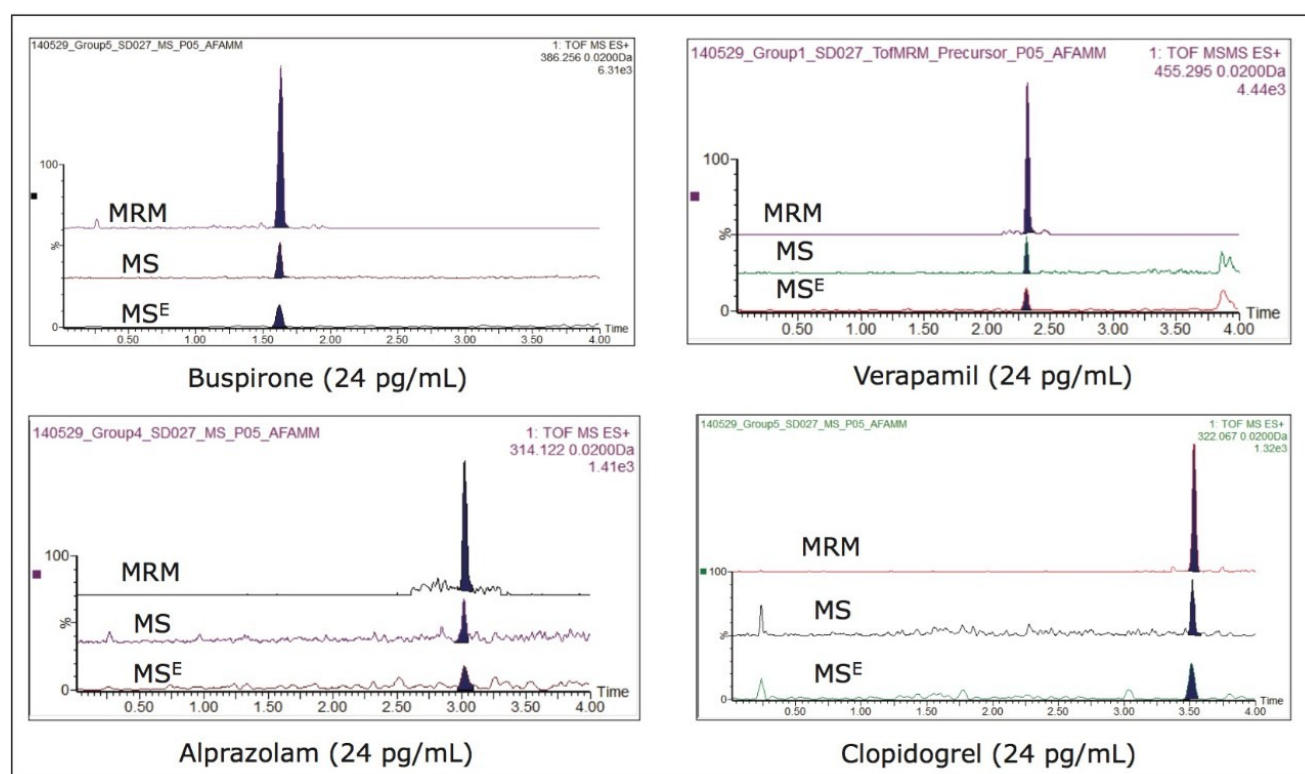 140529_Group5_SD027_MS_P05_AFAMM
1: TOF MS ES+
386.256 0.0200Da
6.31e3
100
MRM
%
MS
MSᴱ
0
0.50 1.00 1.50 2.00 2.50 3.00 3.50 4.00
Time
Buspirone (24 pg/mL)
140529_Group1_SD027_TofMRM_Precursor_P05_AFAMM
1: TOF MSMS ES+
455.295 0.0200Da
4.44e3
100
MRM
%
MS
MSᴱ
0
0.50 1.00 1.50 2.00 2.50 3.00 3.50 4.00
Time
Verapamil (24 pg/mL)
140529_Group4_SD027_MS_P05_AFAMM
1: TOF MS ES+
314.122 0.0200Da
1.41e3
100
MRM
%
MS
MSᴱ
0
0.50 1.00 1.50 2.00 2.50 3.00 3.50 4.00
Time
Alprazolam (24 pg/mL)
140529_Group5_SD027_MS_P05_AFAMM
1: TOF MS ES+
322.067 0.0200Da
1.32e3
MRM
100
MS
%
MSᴱ
0
0.50 1.00 1.50 2.00 2.50 3.00 3.50 4.00
Time
Clopidogrel (24 pg/mL)